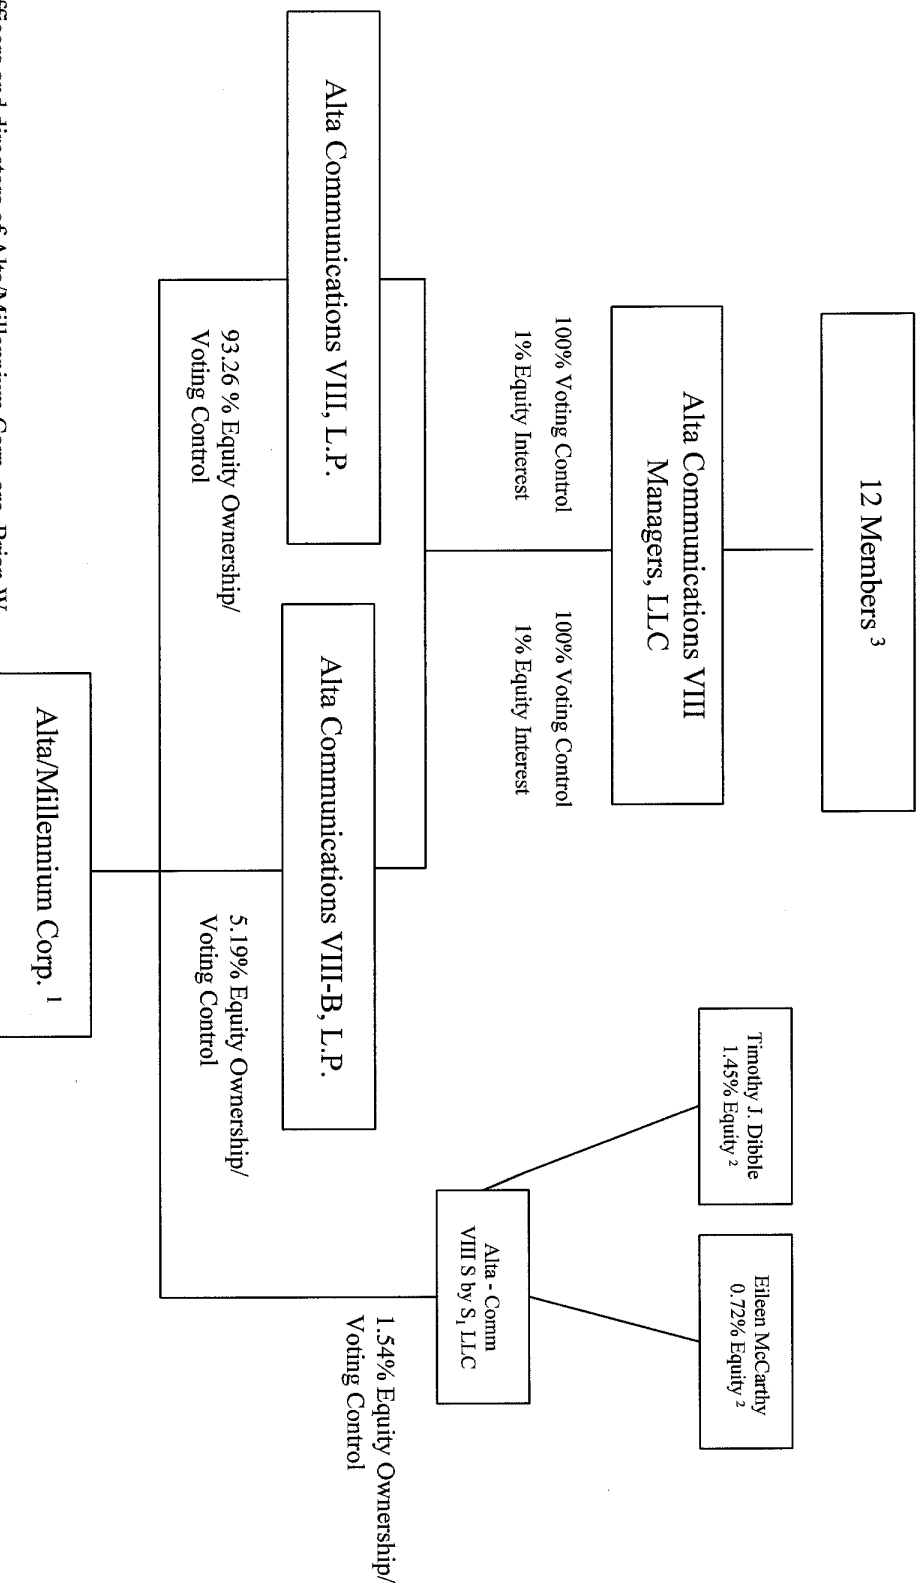 12 Members 3
Alta Communications VIII
Managers, LLC
100% Voting Control
1% Equity Interest
100% Voting Control
1% Equity Interest
Timothy J. Dibble
1.45% Equity 2
Eileen McCarthy
0.72% Equity 2
Alta Communications VIII, L.P.
Alta Communications VIII-B, L.P.
Alta - Comm
VIII S by S, LLC
93.26 % Equity Ownership/
Voting Control
5.19% Equity Ownership/
Voting Control
1.54% Equity Ownership/
Voting Control
Alta/Millennium Corp. 1